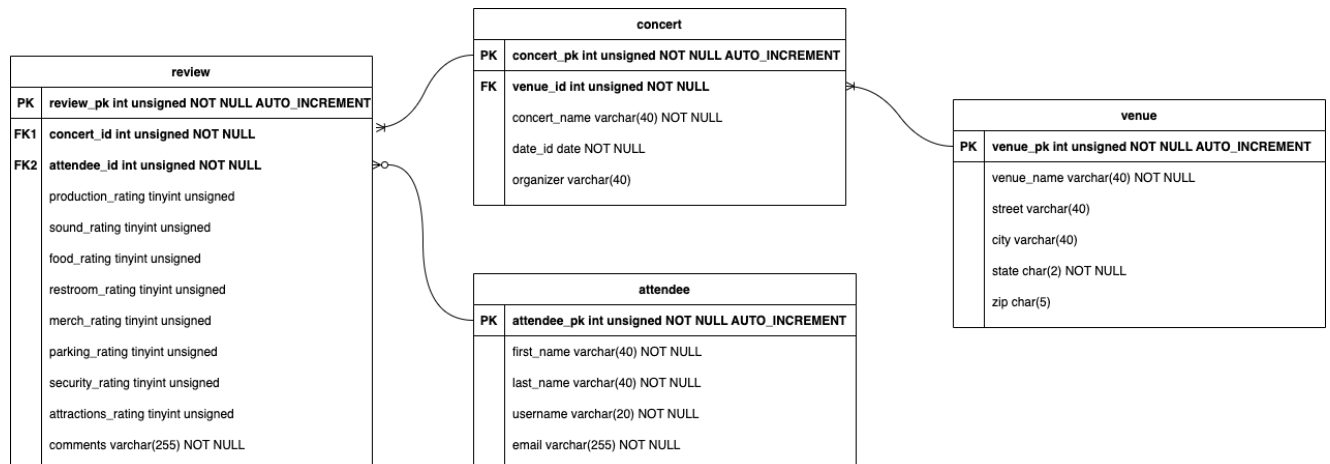 review
PK review_pk int unsigned NOT NULL AUTO_INCREMENT
FK1 concert_id int unsigned NOT NULL
FK2 attendee_id int unsigned NOT NULL
production_rating tinyint unsigned
sound_rating tinyint unsigned
food_rating tinyint unsigned
restroom_rating tinyint unsigned
merch_rating tinyint unsigned
parking_rating tinyint unsigned
security_rating tinyint unsigned
attractions_rating tinyint unsigned
comments varchar(255) NOT NULL
concert
PK concert_pk int unsigned NOT NULL AUTO_INCREMENT
FK venue_id int unsigned NOT NULL
concert_name varchar(40) NOT NULL
date_id date NOT NULL
organizer varchar(40)
attendee
PK attendee_pk int unsigned NOT NULL AUTO_INCREMENT
first_name varchar(40) NOT NULL
last_name varchar(40) NOT NULL
username varchar(20) NOT NULL
email varchar(255) NOT NULL
venue
PK venue_pk int unsigned NOT NULL AUTO_INCREMENT
venue_name varchar(40) NOT NULL
street varchar(40)
city varchar(40)
state char(2) NOT NULL
zip char(5)